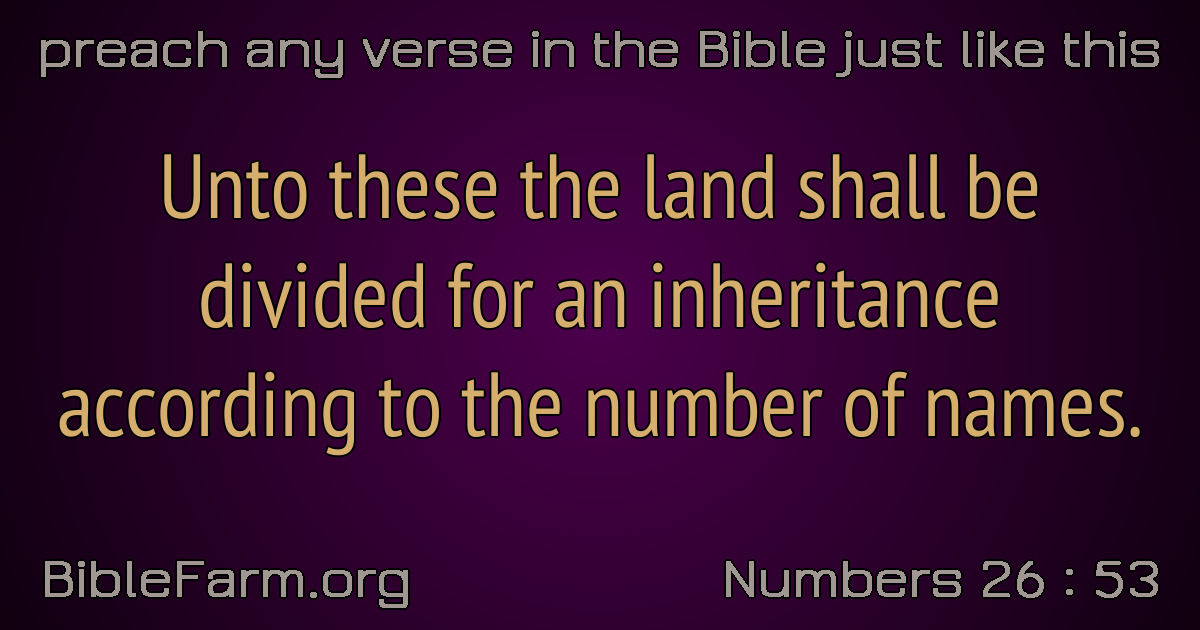 preach any verse in the Bible just like this
Unto these the land shall be
divided for an inheritance
according to the number of names.
BibleFarm.org
Numbers 26 : 53